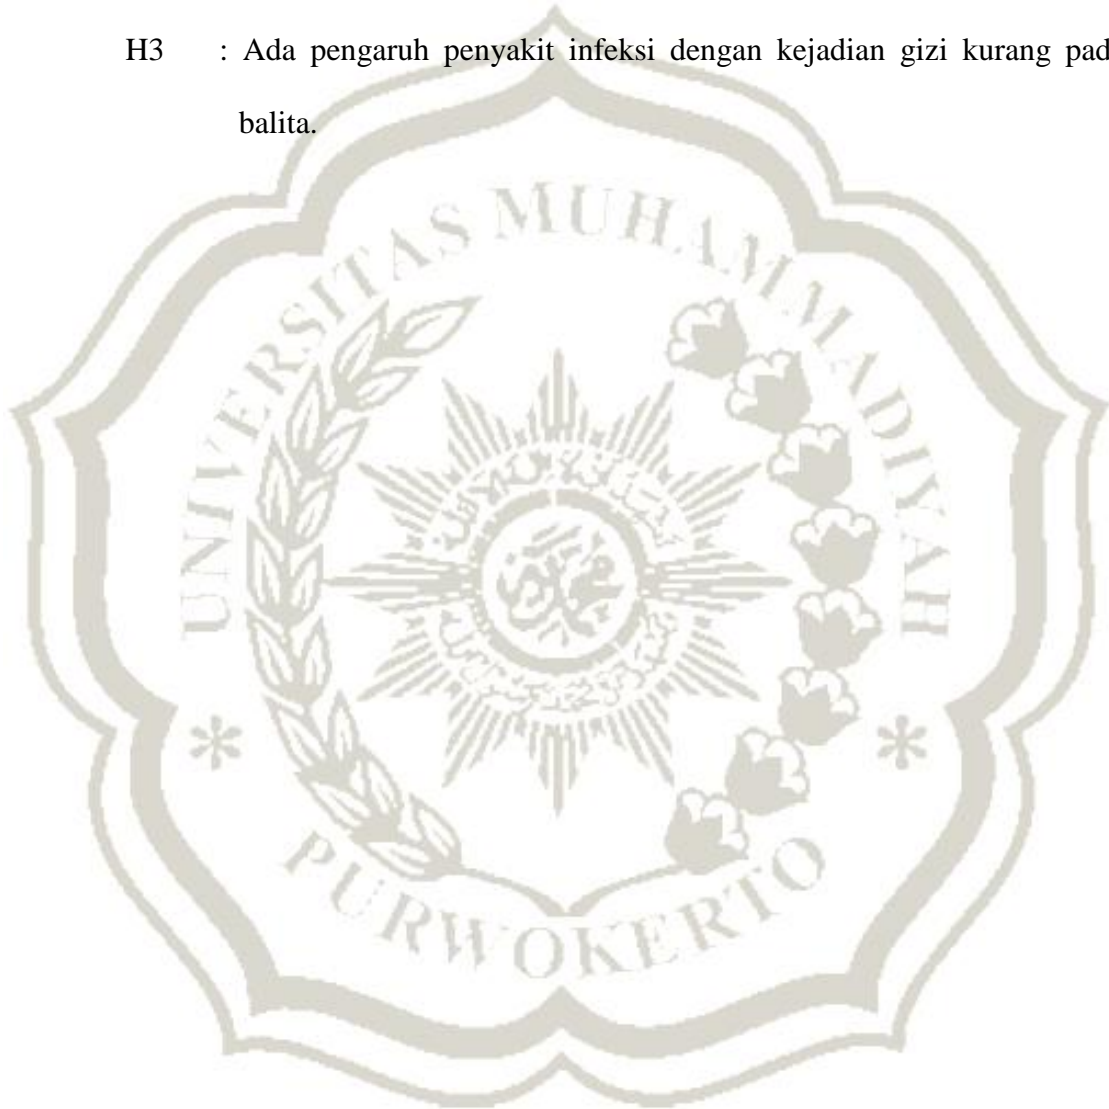 H3 : Ada pengaruh penyakit infeksi dengan kejadian gizi kurang pad
balita.
UNIVERSITAS MUHAMMADIYAH
PURWOKERTO